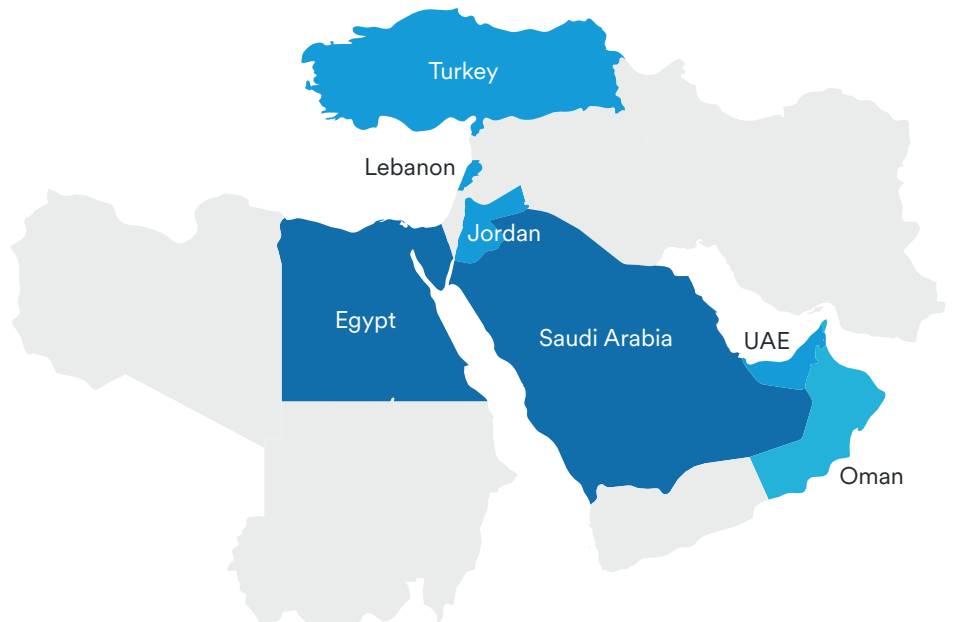 Turkey
Lebanon
Jordan
Egypt
Saudi Arabia
UAE
Oman